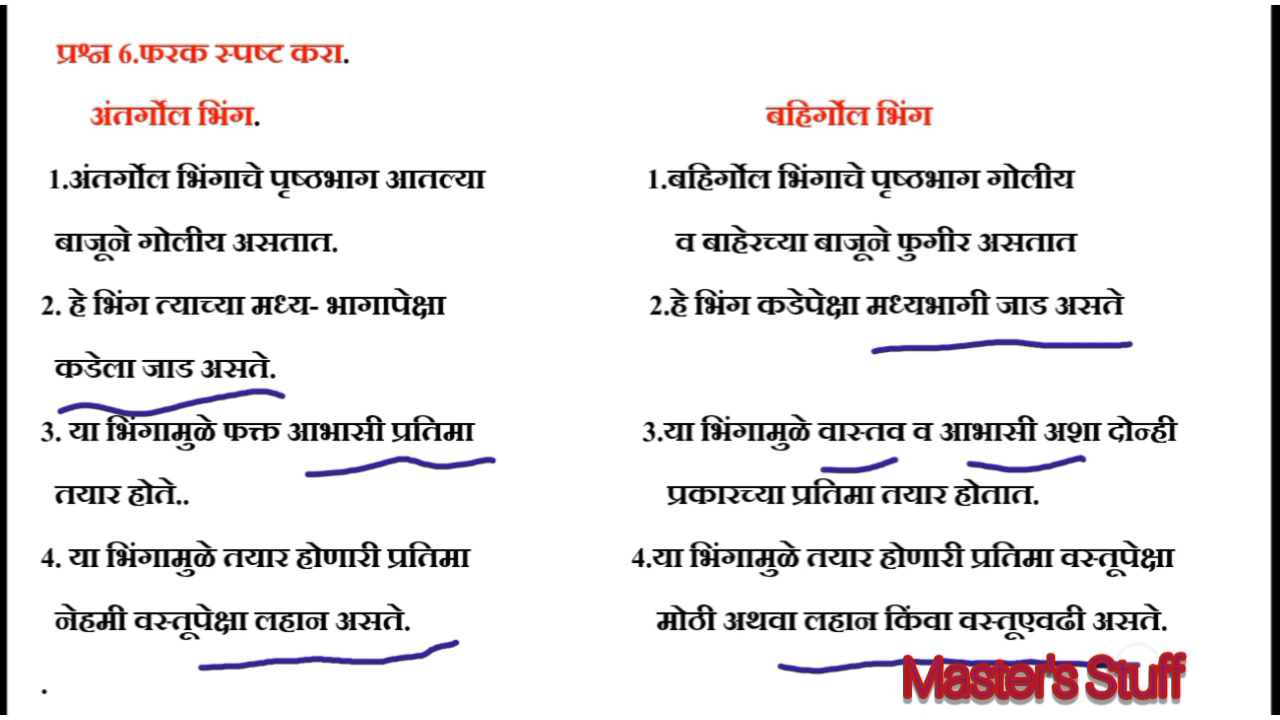 प्रश्न 6.फरक स्पष्ट करा.
अंतर्गोल भिंग.
1.अंतर्गोल भिंगाचे पृष्ठभाग आतल्या
बाजूने गोलीय असतात.
2. हे भिंग त्याच्या मध्य- भागापेक्षा
कडेला जाड असते.
3. या भिंगामुळे फक्त आभासी प्रतिमा
तयार होते..
4. या भिंगामुळे तयार होणारी प्रतिमा
नेहमी वस्तूपेक्षा लहान असते.
.
बहिर्गोल भिंग
1.बहिर्गोल भिंगाचे पृष्ठभाग गोलीय
व बाहेरच्या बाजूने फुगीर असतात
2.हे भिंग कडेपेक्षा मध्यभागी जाड असते
3.या भिंगामुळे वास्तव व आभासी अशा दोन्ही
प्रकारच्या प्रतिमा तयार होतात.
4.या भिंगामुळे तयार होणारी प्रतिमा वस्तूपेक्षा
मोठी अथवा लहान किंवा वस्तूएवढी असते.
Master's Stuff